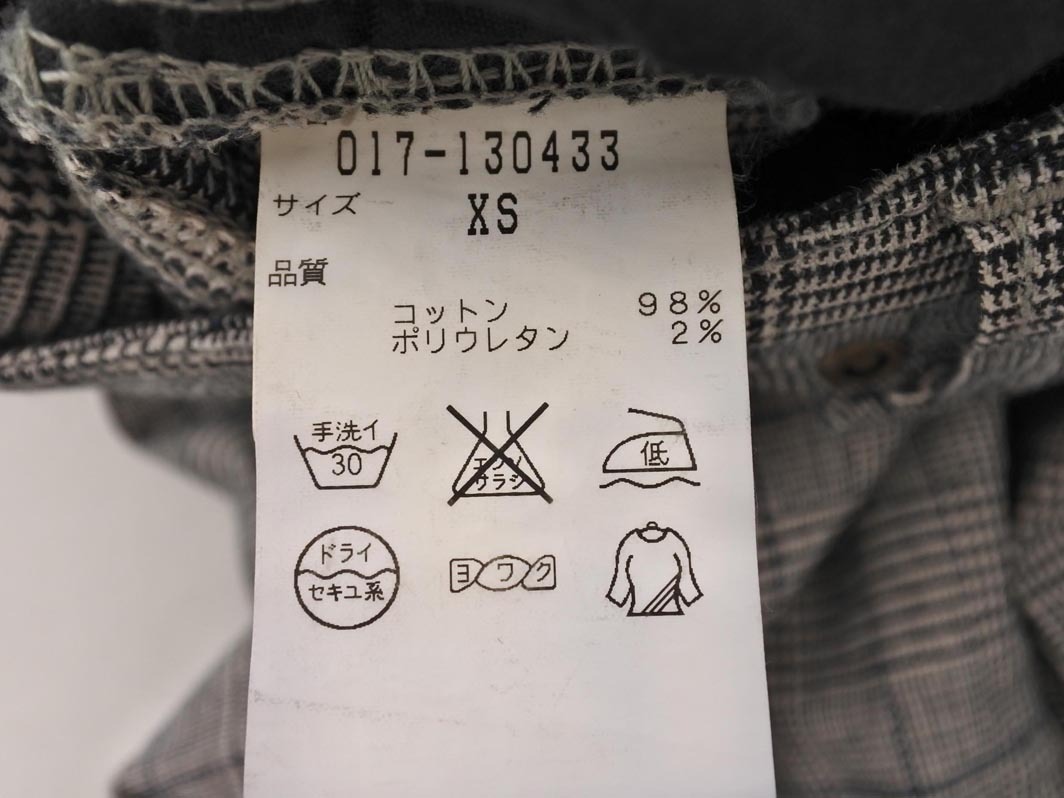 017-130433
サイズ XS
品質
コットン 98%
ポリウレタン 2%
手洗イ
30
エンソ
サラシ
低
ドライ
セキユ系
ヨワク